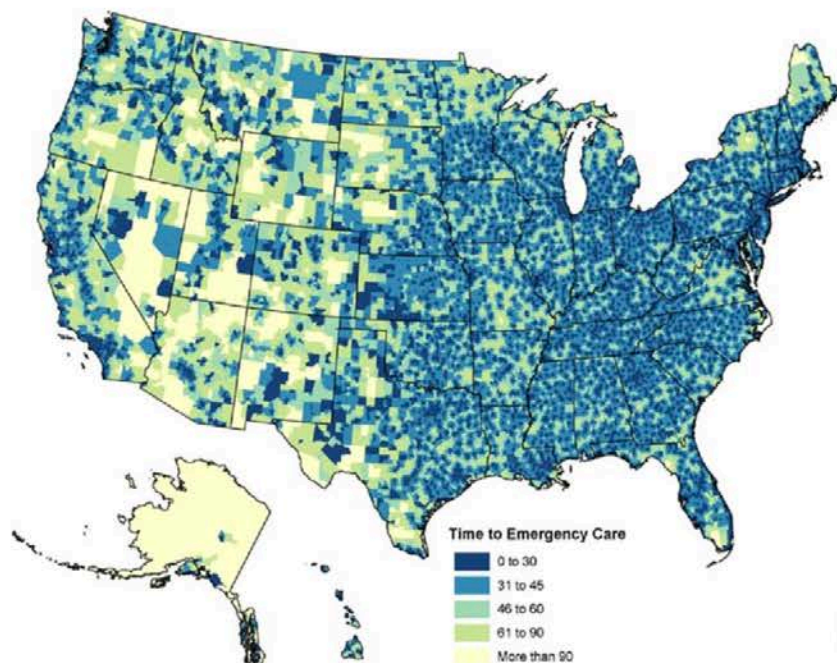 Time to Emergency Care
0 to 30
31 to 45
46 to 60
61 to 90
More than 90